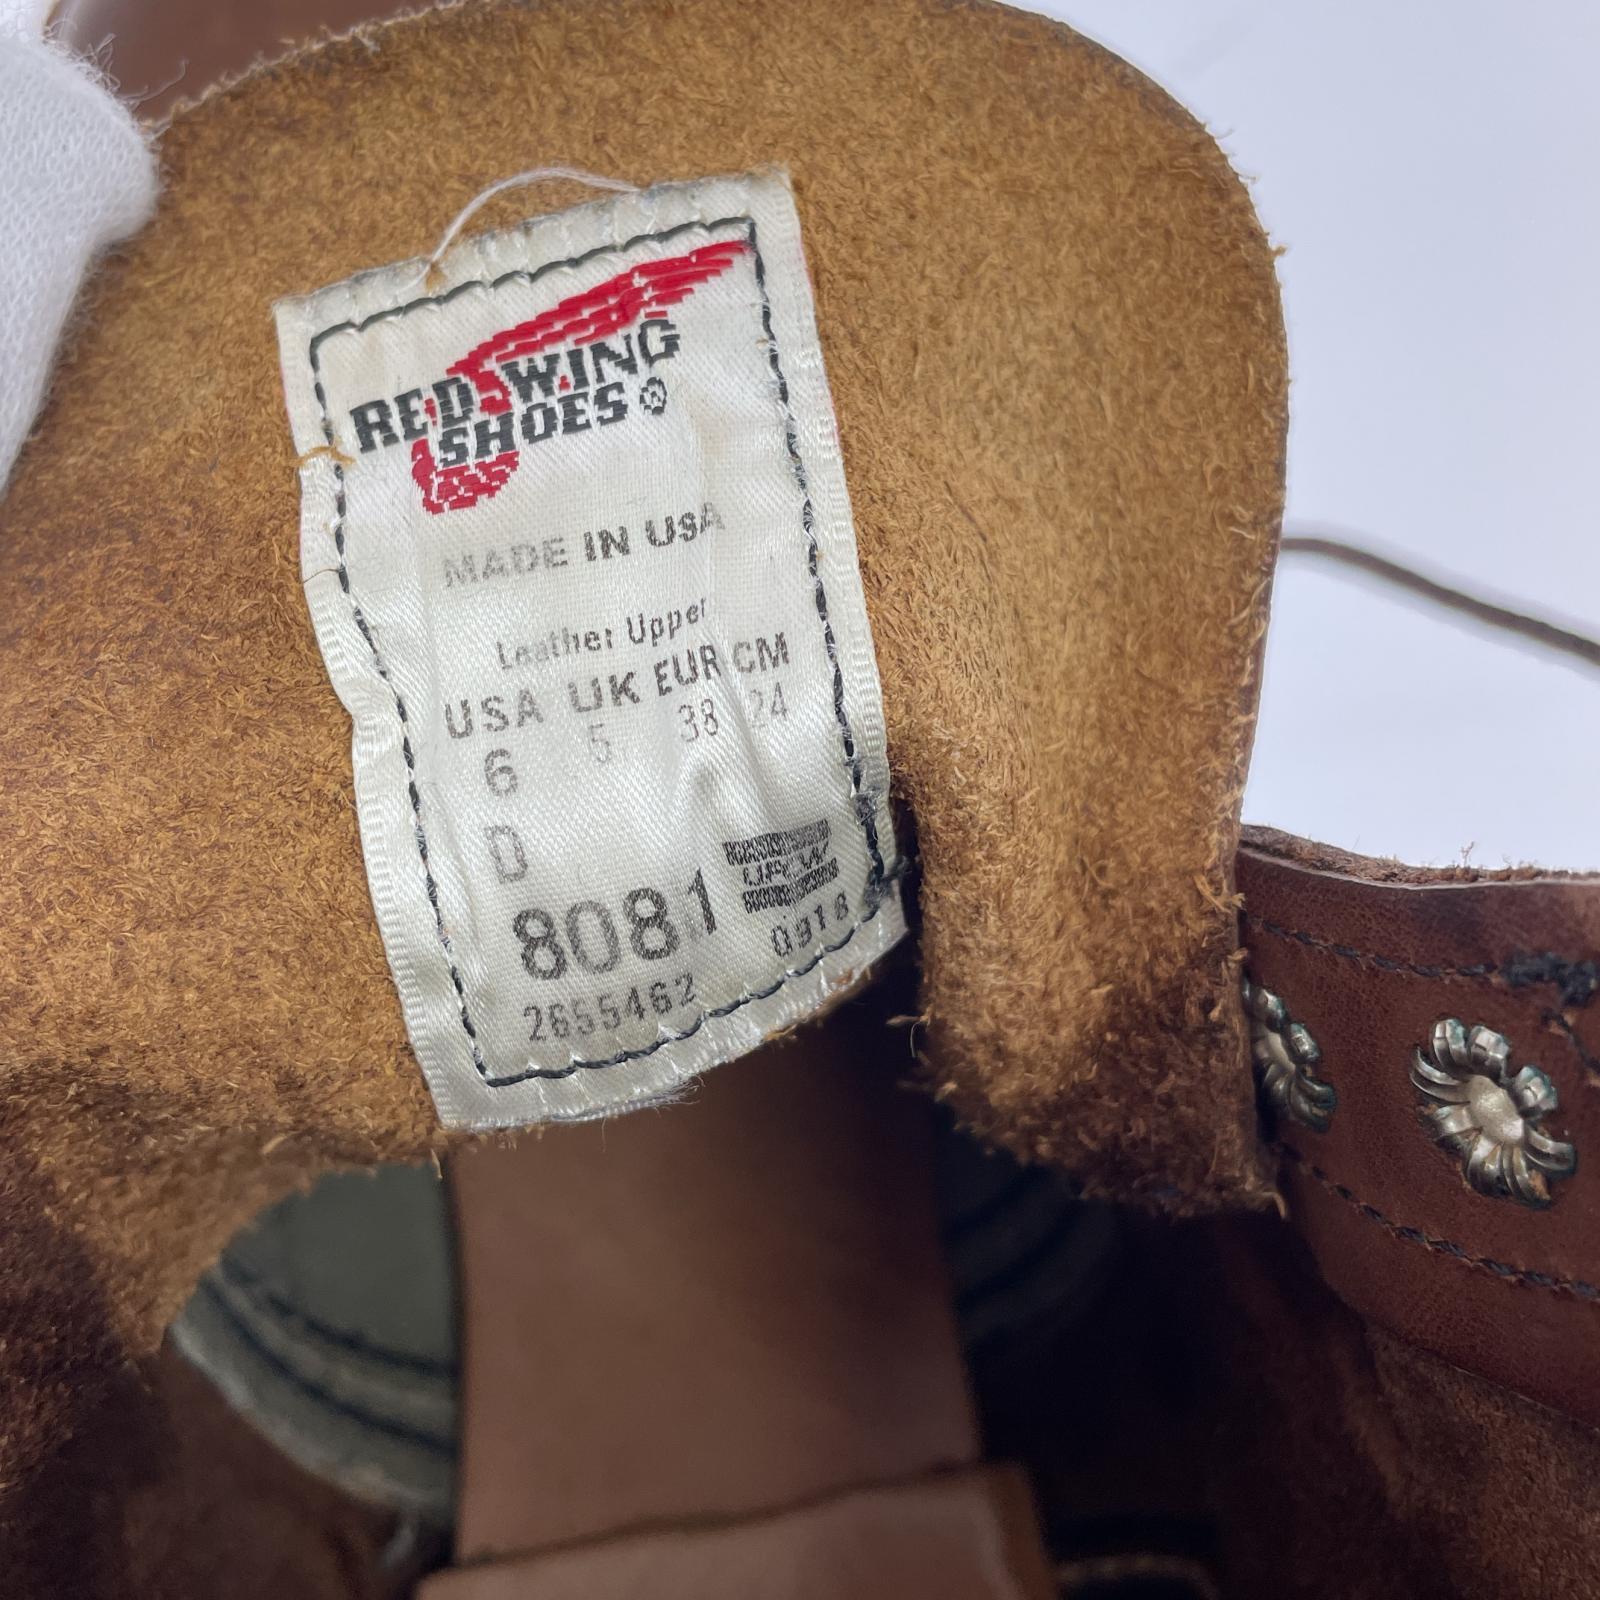 RED WING
SHOES®
MADE IN USA
Leather Upper
USA UK EUR CM
6 5 38 24
D
8081 UFCW
2655462 0918